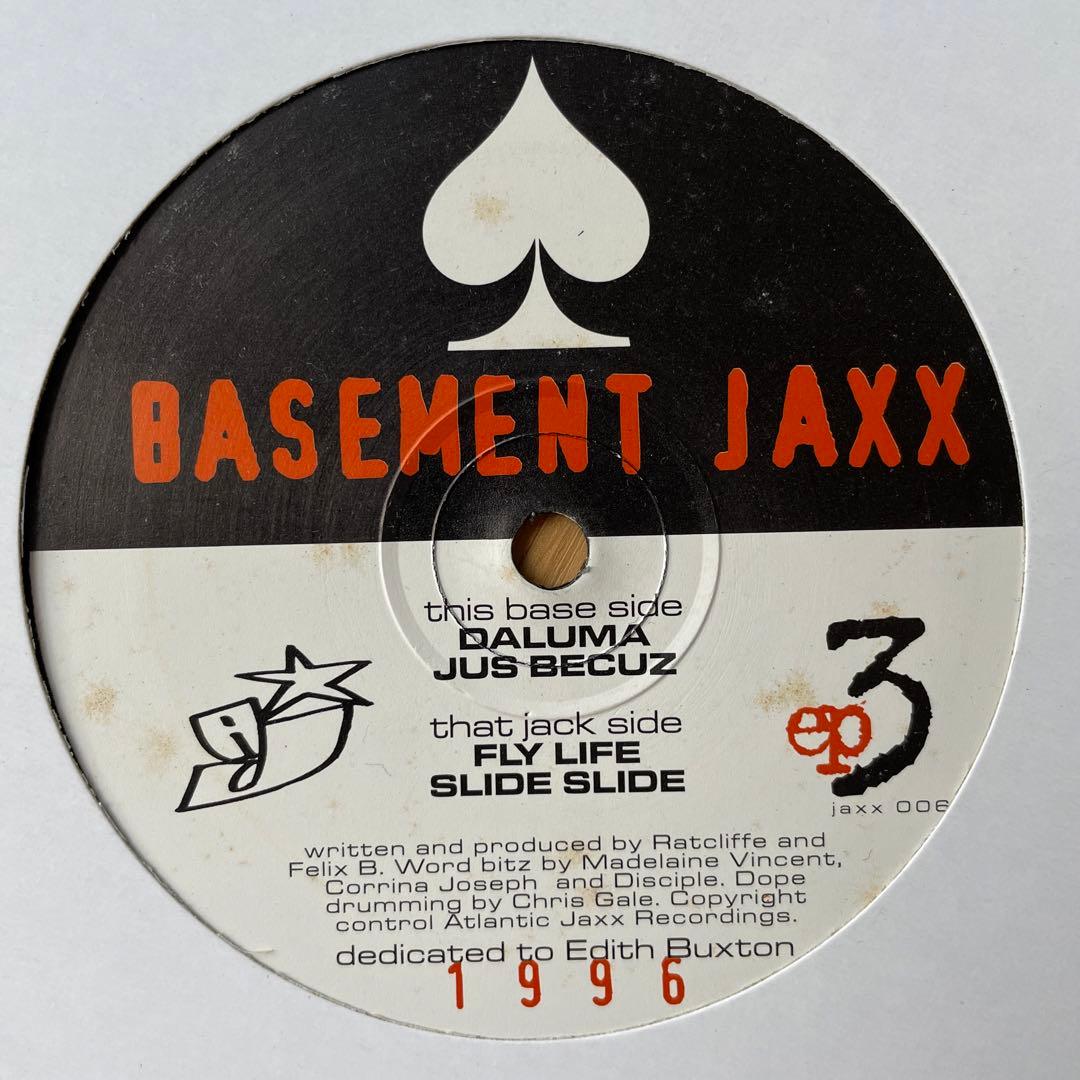 BASEMENT JAXX
this base side
DALUMA
JUS BECUZ
that jack side
FLY LIFE
SLIDE SLIDE
ep3
jaxx 006
written and produced by Ratcliffe and
Felix B. Word bitz by Madelaine Vincent,
Corrina Joseph and Disciple. Dope
drumming by Chris Gale. Copyright
control Atlantic Jaxx Recordings.
dedicated to Edith Buxton
1996